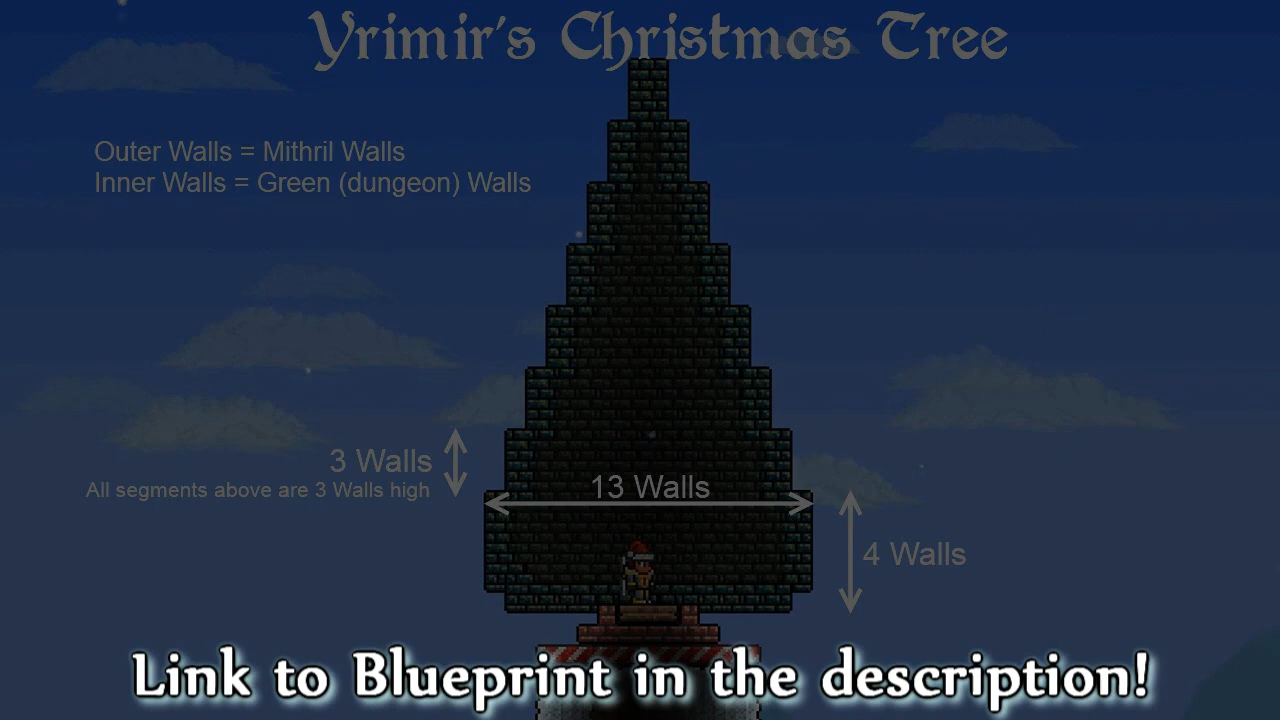 Yrimir's Christmas Tree
Outer Walls = Mithril Walls
Inner Walls = Green (dungeon) Walls
3 Walls
All segments above are 3 Walls high
13 Walls
4 Walls
Link to Blueprint in the description!